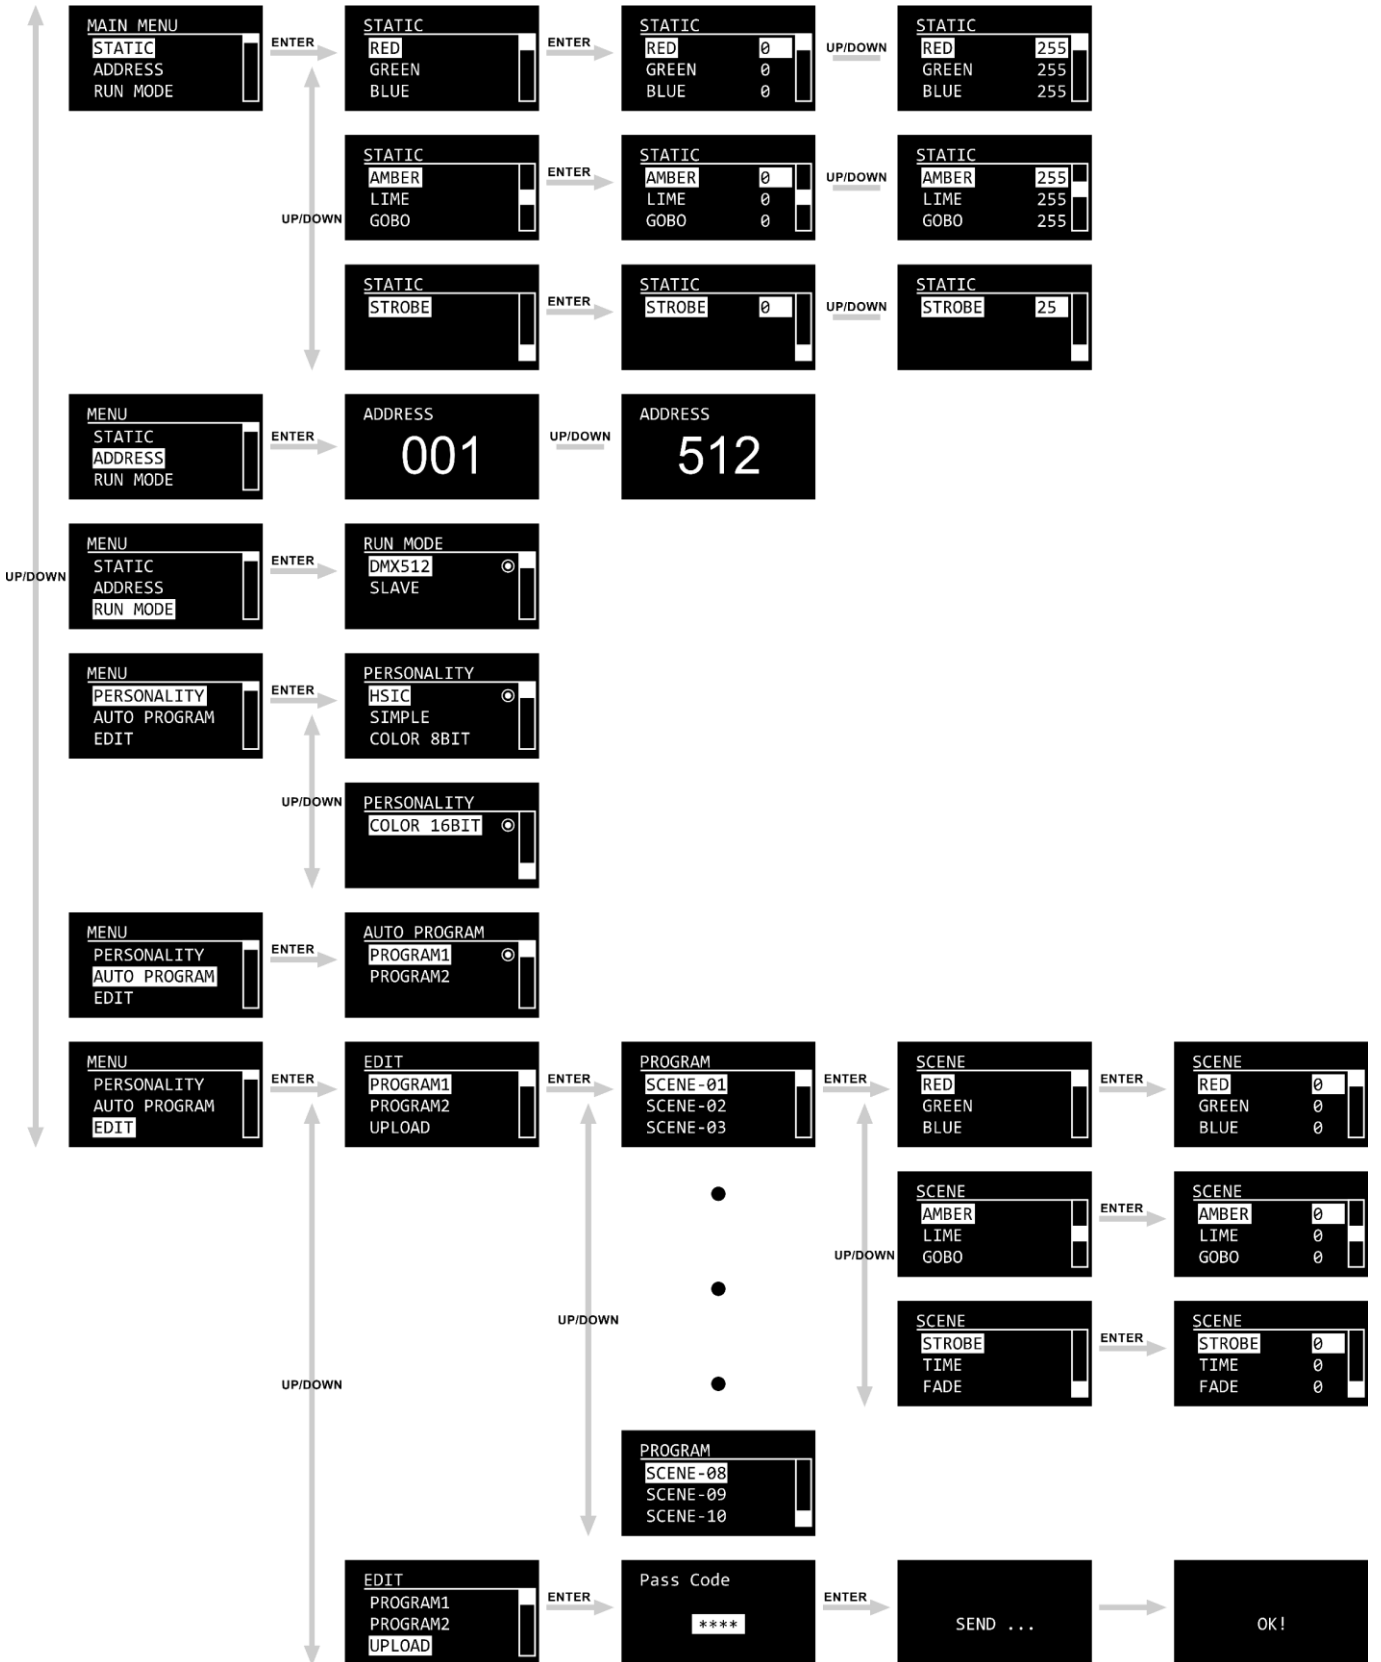 MAIN MENU
STATIC
ADDRESS
RUN MODE
ENTER
STATIC
RED
GREEN
BLUE
ENTER
STATIC
RED 0
GREEN 0
BLUE 0
UP/DOWN
STATIC
RED 255
GREEN 255
BLUE 255
UP/DOWN
STATIC
AMBER
LIME
GOBO
ENTER
STATIC
AMBER 0
LIME 0
GOBO 0
UP/DOWN
STATIC
AMBER 255
LIME 255
GOBO 255
STATIC
STROBE
ENTER
STATIC
STROBE 0
UP/DOWN
STATIC
STROBE 25
MENU
STATIC
ADDRESS
RUN MODE
ENTER
ADDRESS
001
UP/DOWN
ADDRESS
512
UP/DOWN
MENU
STATIC
ADDRESS
RUN MODE
ENTER
RUN MODE
DMX512
SLAVE
MENU
PERSONALITY
AUTO PROGRAM
EDIT
ENTER
PERSONALITY
HSIC
SIMPLE
COLOR 8BIT
UP/DOWN
PERSONALITY
COLOR 16BIT
MENU
PERSONALITY
AUTO PROGRAM
EDIT
ENTER
AUTO PROGRAM
PROGRAM1
PROGRAM2
MENU
PERSONALITY
AUTO PROGRAM
EDIT
ENTER
EDIT
PROGRAM1
PROGRAM2
UPLOAD
ENTER
PROGRAM
SCENE-01
SCENE-02
SCENE-03
ENTER
SCENE
RED
GREEN
BLUE
ENTER
SCENE
RED 0
GREEN 0
BLUE 0
UP/DOWN
SCENE
AMBER
LIME
GOBO
ENTER
SCENE
AMBER 0
LIME 0
GOBO 0
UP/DOWN
SCENE
STROBE
TIME
FADE
ENTER
SCENE
STROBE 0
TIME 0
FADE 0
UP/DOWN
PROGRAM
SCENE-08
SCENE-09
SCENE-10
EDIT
PROGRAM1
PROGRAM2
UPLOAD
ENTER
Pass Code
****
ENTER
SEND ...
OK!